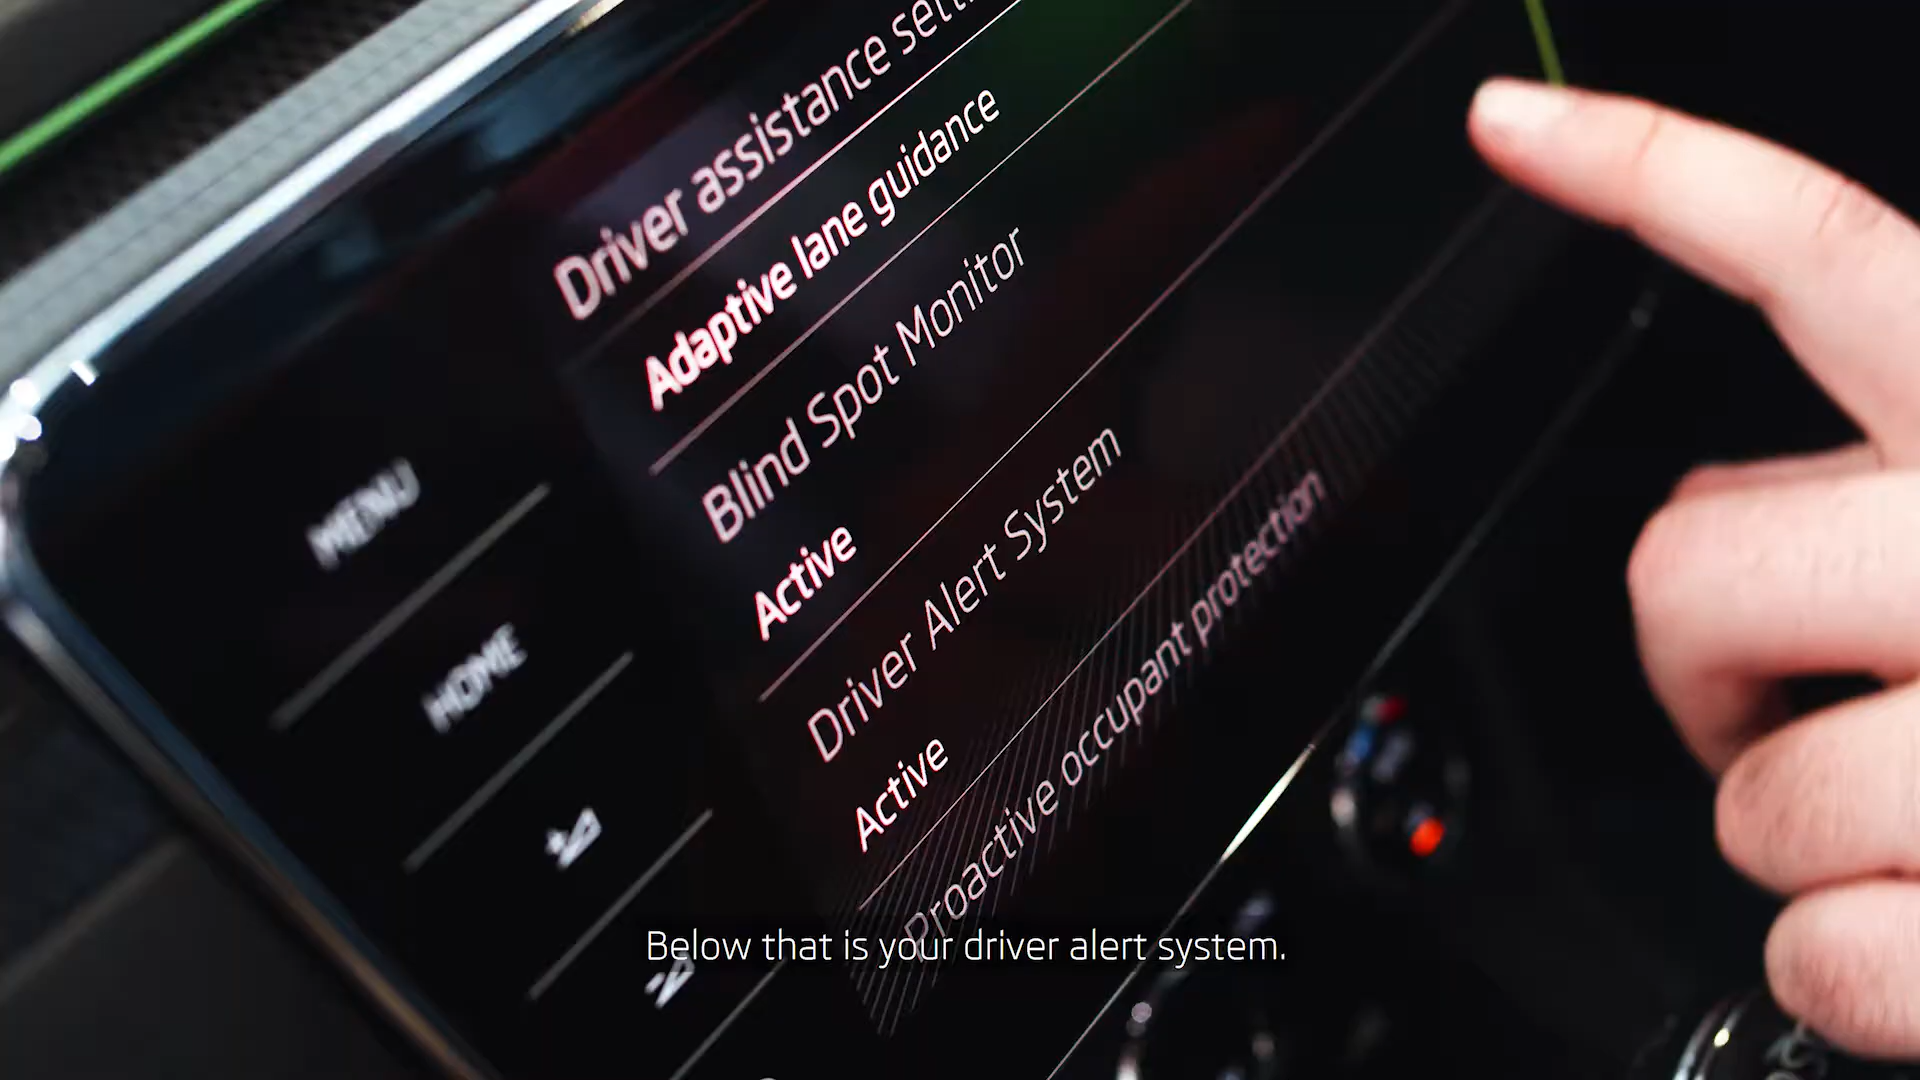 Driver assistance
Adaptive lane guidance
Blind Spot Monitor
Active
Driver Alert System
Active
Proactive occupant protection
MENU
HOME
Below that is your driver alert system.